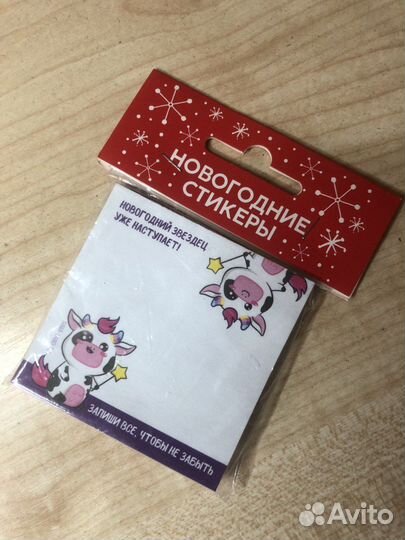 НОВОГОДНИЕ
СТИКЕРЫ
НОВОГОДНИЙ ЗВЕЗДЕЦ
УЖЕ НАСТУПАЕТ!
ЗАПИШИ ВСЕ, ЧТОБЫ НЕ ЗАБЫТЬ
Avito